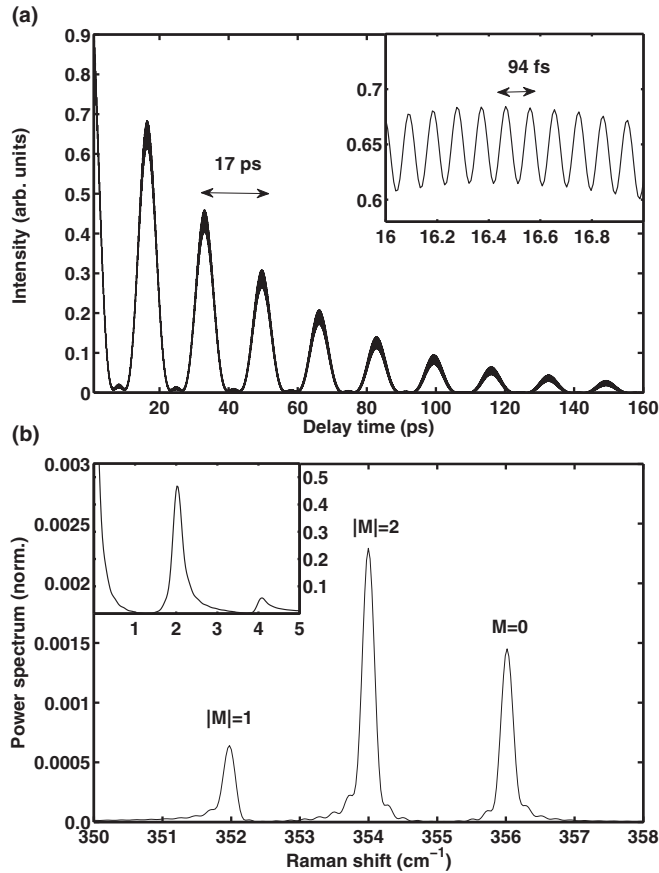 (a)
0.9
0.8
0.7
0.6
0.5
0.4
0.3
0.2
0.1
0
Intensity (arb. units)
17 ps
94 fs
0.7
0.65
0.6
16 16.2 16.4 16.6 16.8
20 40 60 80 100 120 140 160
Delay time (ps)
(b)
0.003
0.0025
0.002
0.0015
0.001
0.0005
0.0
Power spectrum (norm.)
0.5
0.4
0.3
0.2
0.1
1 2 3 4 5
|M|=2
M=0
|M|=1
350 351 352 353 354 355 356 357 358
Raman shift (cm⁻¹)